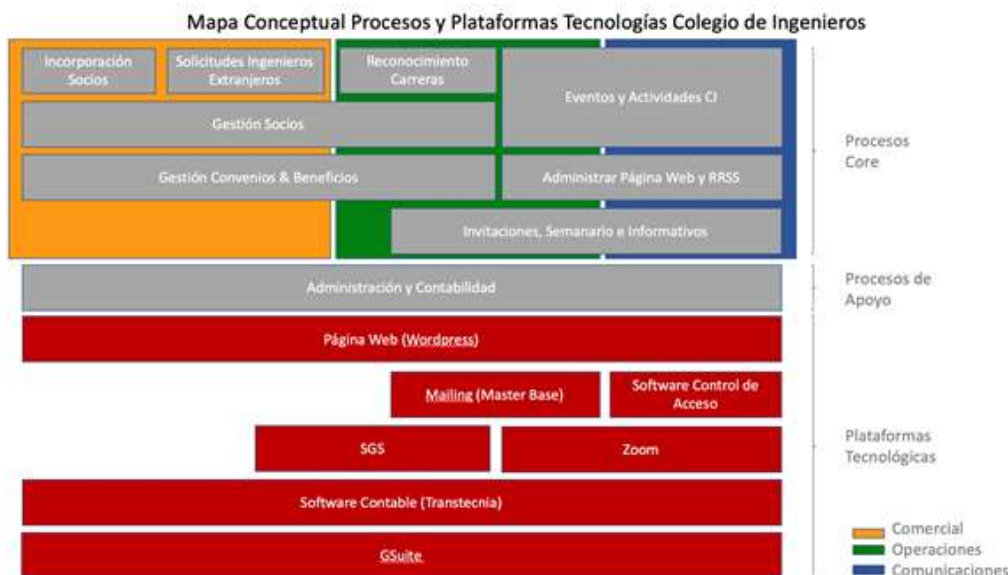 Mapa Conceptual Procesos y Plataformas Tecnologías Colegio de Ingenieros
Incorporación
Socios
Solicitudes Ingenieros
Extranjeros
Reconocimiento
Carreras
Eventos y Actividades CI
Gestión Socios
Procesos
Core
Gestión Convenios & Beneficios
Administrar Página Web y RRSS
Invitaciones, Semanario e Informativos
Administración y Contabilidad
Procesos de
Apoyo
Página Web (Wordpress)
Mailing (Master Base)
Software Control de
Acceso
SGS
Zoom
Plataformas
Tecnológicas
Software Contable (Transtecnia)
GSuite
Comercial
Operaciones
Comunicaciones